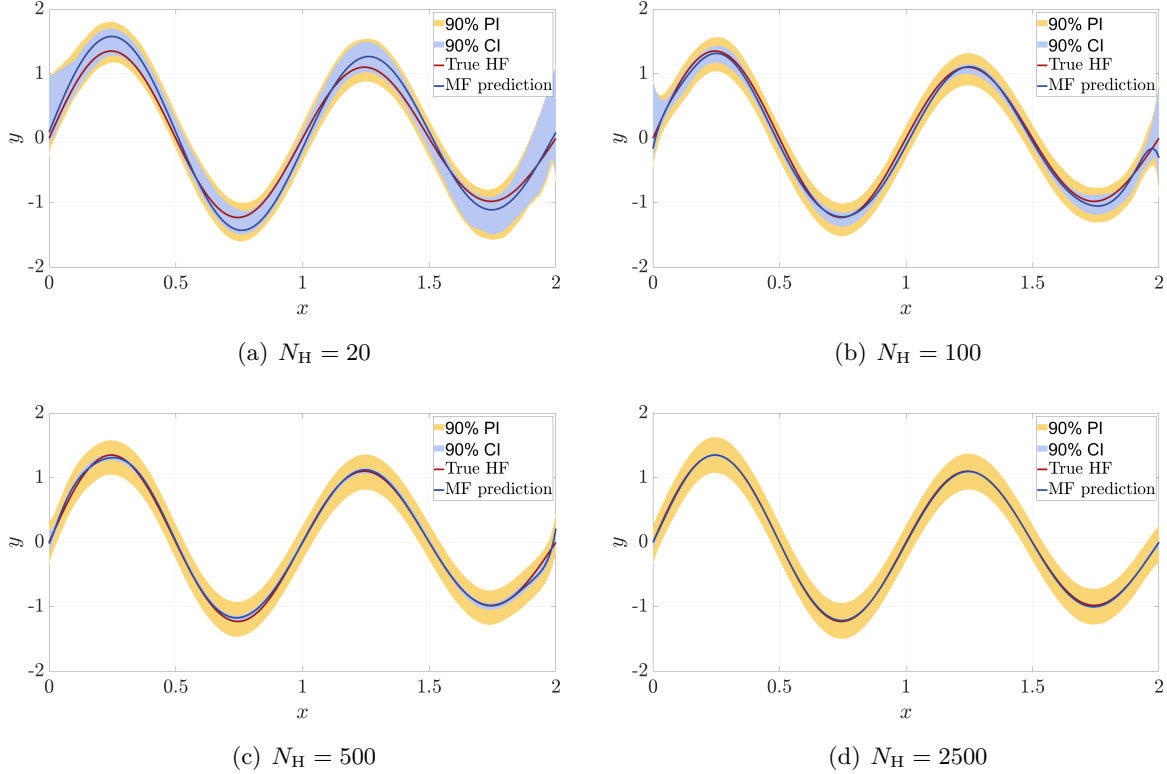 2
1
0
-1
-2
y
0
0.5
1
1.5
2
x
90% PI
90% CI
True HF
MF prediction
(a) N_H = 20
2
1
0
-1
-2
y
0
0.5
1
1.5
2
x
90% PI
90% CI
True HF
MF prediction
(b) N_H = 100
2
1
0
-1
-2
y
0
0.5
1
1.5
2
x
90% PI
90% CI
True HF
MF prediction
(c) N_H = 500
2
1
0
-1
-2
y
0
0.5
1
1.5
2
x
90% PI
90% CI
True HF
MF prediction
(d) N_H = 2500